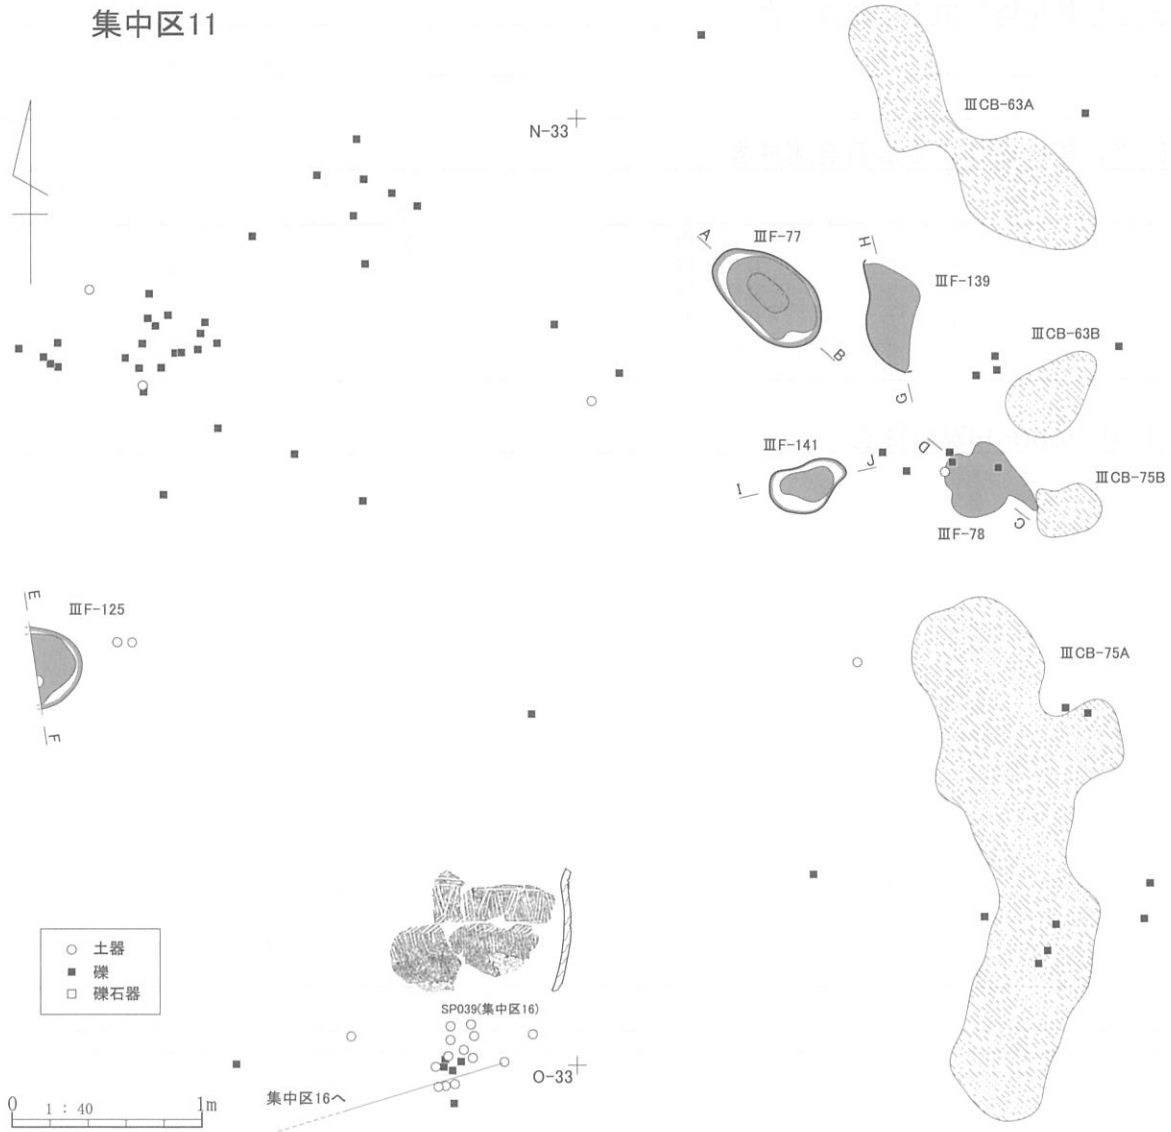 集中区11
N-33
ⅢCB-63A
A
ⅢF-77
H
ⅢF-139
B
G
ⅢCB-63B
ⅢF-141
I
J
D
C
ⅢF-78
ⅢCB-75B
E
ⅢF-125
F
ⅢCB-75A
土器
礫
礫石器
SP039(集中区16)
O-33
集中区16へ
0
1 : 40
1m